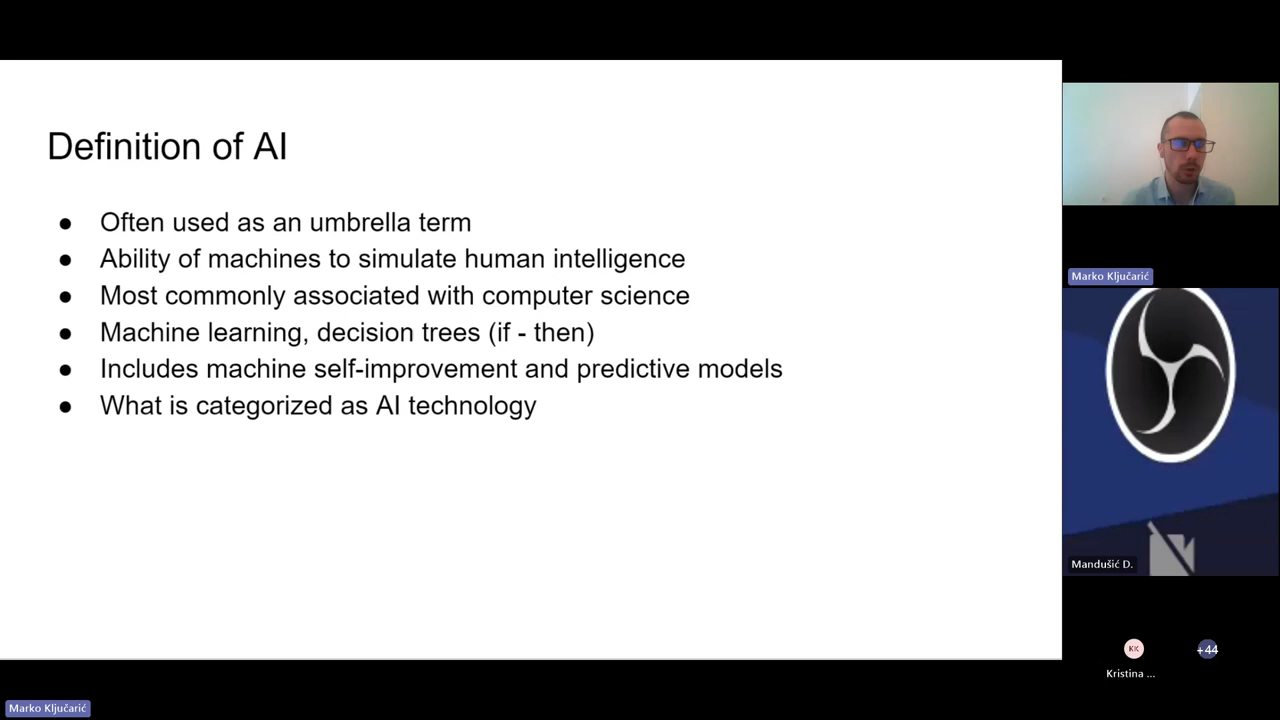 Definition of AI
● Often used as an umbrella term
● Ability of machines to simulate human intelligence
● Most commonly associated with computer science
● Machine learning, decision trees (if - then)
● Includes machine self-improvement and predictive models
● What is categorized as AI technology
Marko Ključarić
Mandušić D.
KK
+44
Kristina ...
Marko Ključarić